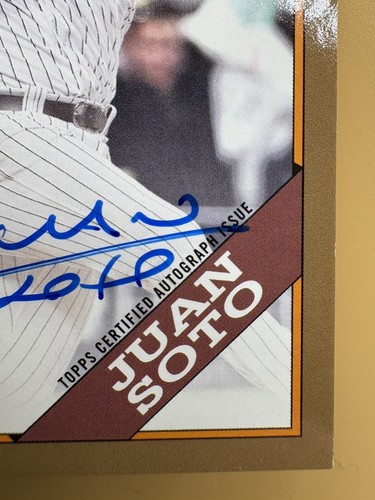 TOPPS CERTIFIED AUTOGRAPH ISSUE
JUAN
SOTO